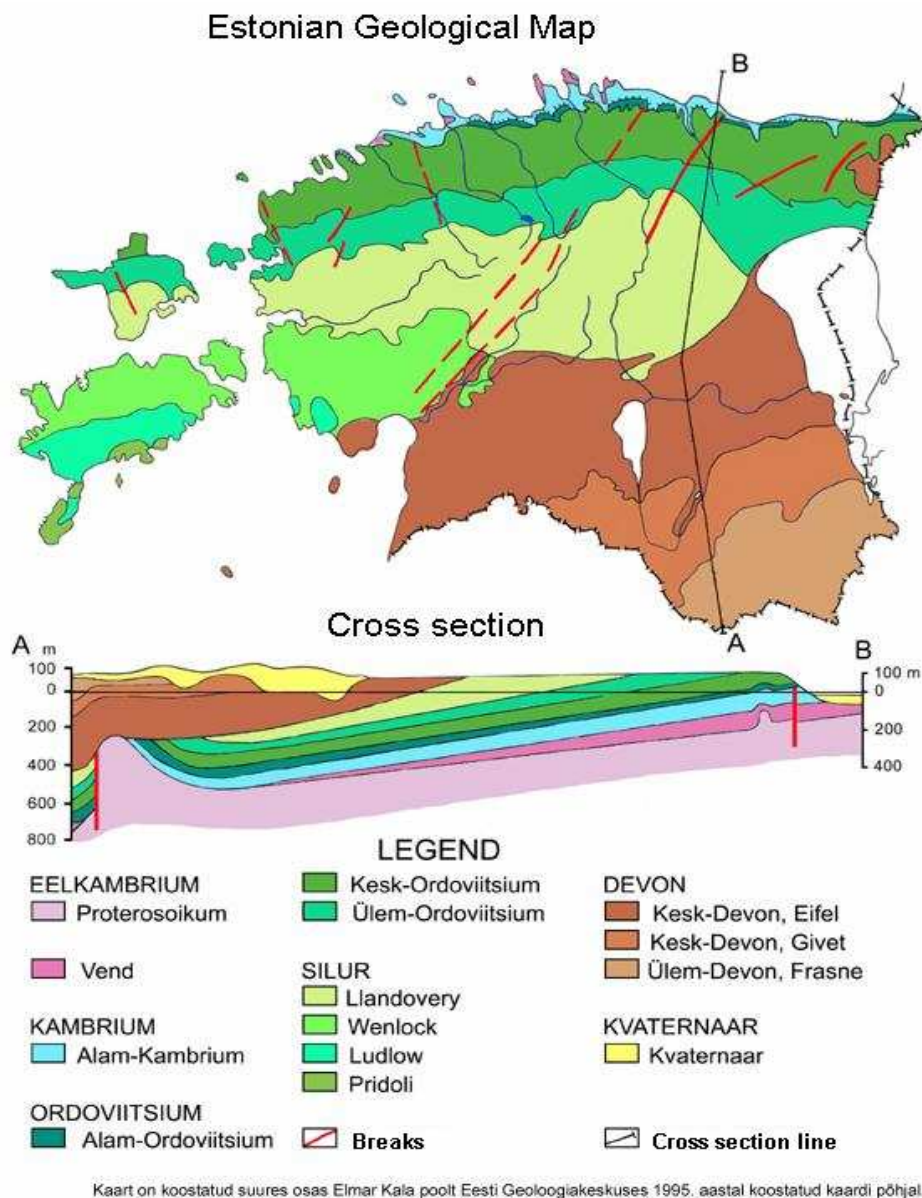 Estonian Geological Map
B
A
Cross section
A m
B
100
0
200
400
600
800
100 m
0
200
400
LEGEND
EELKAMBRIUM
Proterosoikum
Vend
KAMBRIUM
Alam-Kambrium
ORDOVIITSIUM
Alam-Ordoviitsium
Kesk-Ordoviitsium
Ülem-Ordoviitsium
SILUR
Llandovery
Wenlock
Ludlow
Pridoli
Breaks
DEVON
Kesk-Devon, Eifel
Kesk-Devon, Givet
Ülem-Devon, Frasne
KVATERNAAR
Kvaternaar
Cross section line
Kaart on koostatud suures osas Elmar Kala poolt Eesti Geoloogiakeskuses 1995. aastal koostatud kaardi põhjal